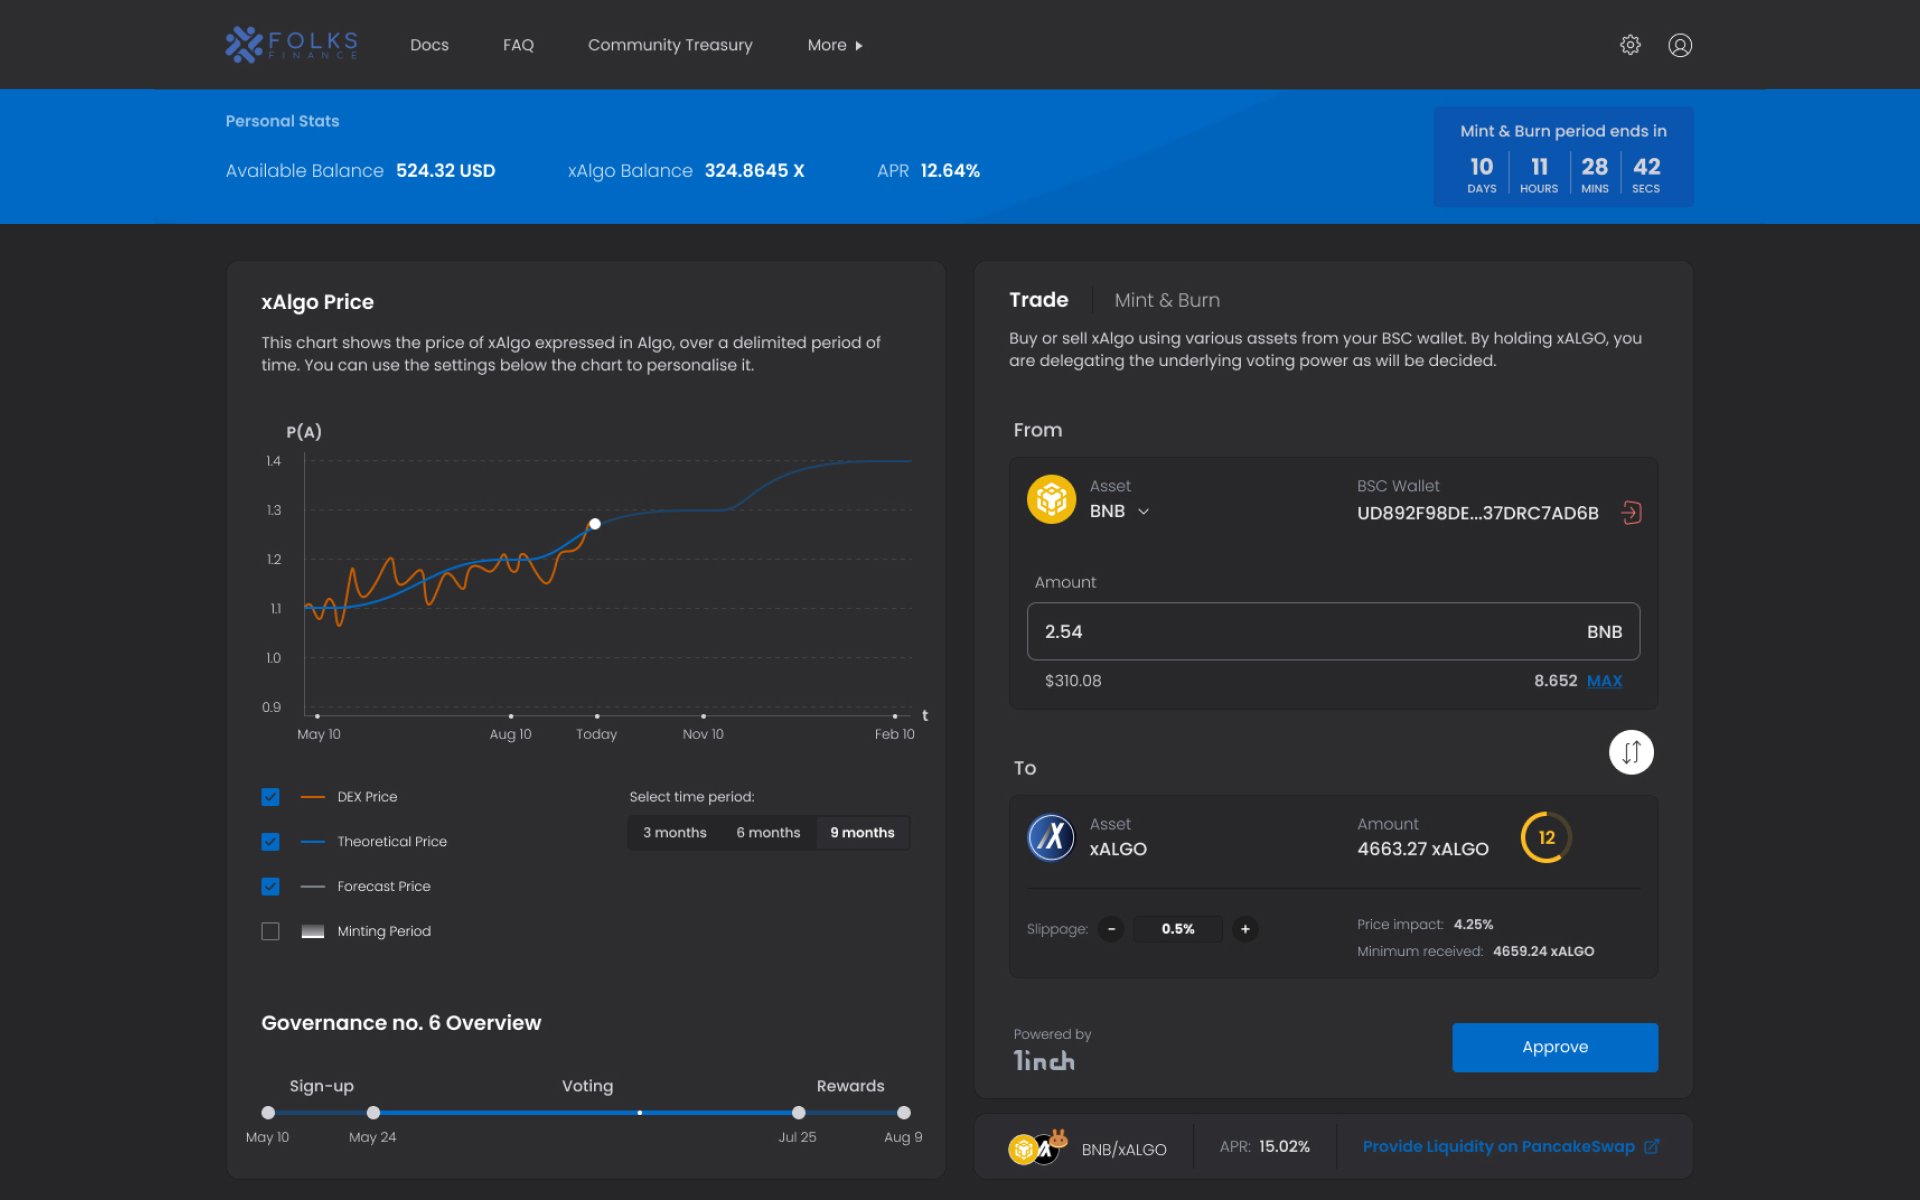 FOLKS
FINANCE
Docs
FAQ
Community Treasury
More
Personal Stats
Available Balance 524.32 USD
xAlgo Balance 324.8645 X
APR 12.64%
Mint & Burn period ends in
10 11 28 42
DAYS HOURS MINS SECS
xAlgo Price
This chart shows the price of xAlgo expressed in Algo, over a delimited period of
time. You can use the settings below the chart to personalise it.
P(A)
1.4
1.3
1.2
1.1
1.0
0.9
t
May 10
Aug 10
Today
Nov 10
Feb 10
DEX Price
Theoretical Price
Forecast Price
Minting Period
Select time period:
3 months 6 months 9 months
Governance no. 6 Overview
Sign-up
Voting
Rewards
May 10
May 24
Jul 25
Aug 9
Trade
Mint & Burn
Buy or sell xAlgo using various assets from your BSC wallet. By holding xALGO, you
are delegating the underlying voting power as will be decided.
From
Asset
BNB
BSC Wallet
UD892F98DE...37DRC7AD6B
Amount
2.54
BNB
$310.08
8.652 MAX
To
Asset
xALGO
Amount
4663.27 xALGO
12
Slippage: - 0.5% +
Price impact: 4.25%
Minimum received: 4659.24 xALGO
Powered by
1inch
Approve
BNB/xALGO
APR: 15.02%
Provide Liquidity on PancakeSwap